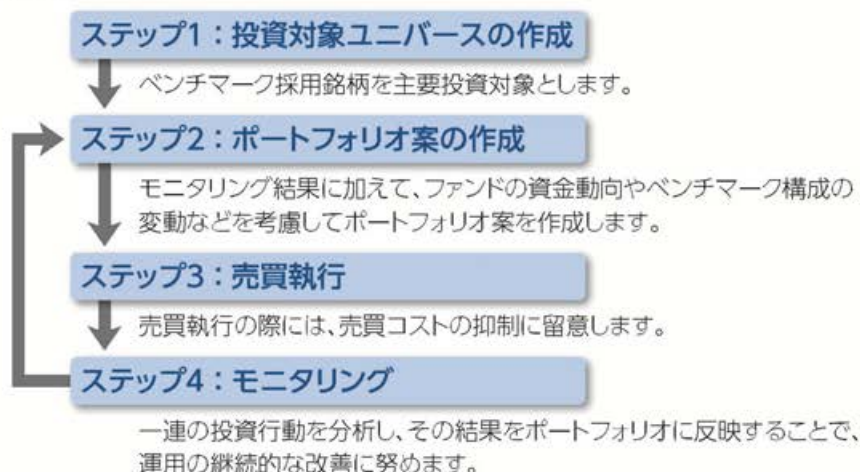 ステップ1：投資対象ユニバースの作成
ベンチマーク採用銘柄を主要投資対象とします。
ステップ2：ポートフォリオ案の作成
モニタリング結果に加えて、ファンドの資金動向やベンチマーク構成の
変動などを考慮してポートフォリオ案を作成します。
ステップ3：売買執行
売買執行の際には、売買コストの抑制に留意します。
ステップ4：モニタリング
一連の投資行動を分析し、その結果をポートフォリオに反映することで、
運用の継続的な改善に努めます。